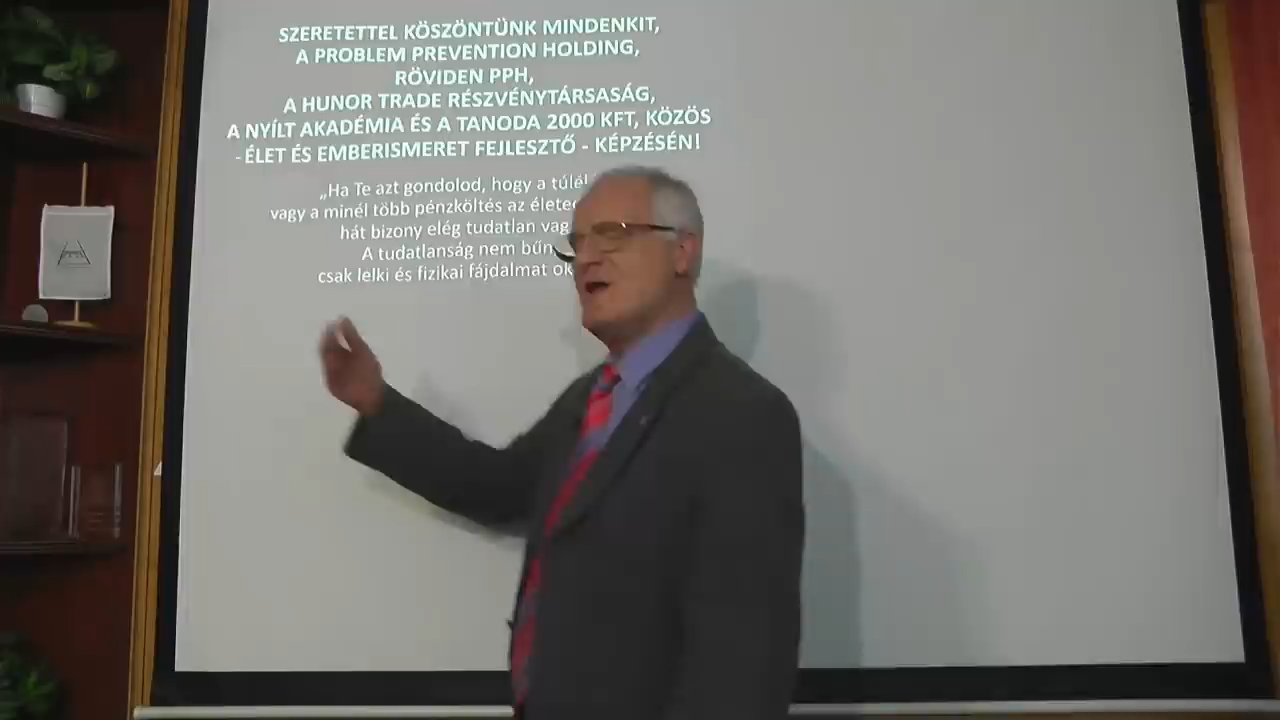 SZERETETTEL KÖSZÖNTÜNK MINDENKIT,
A PROBLEM PREVENTION HOLDING,
RÖVIDEN PPH,
A HUNOR TRADE RÉSZVÉNYTÁRSASÁG,
A NYÍLT AKADÉMIA ÉS A TANODA 2000 KFT, KÖZÖS
- ÉLET ÉS EMBERISMERET FEJLESZTŐ - KÉPZÉSÉN!
„Ha Te azt gondolod, hogy a
vagy a minél több pénzköltés az
hát bizony elég tudatlan
A tudatlanság nem bűn
csak lelki és fizikai fájdalmat